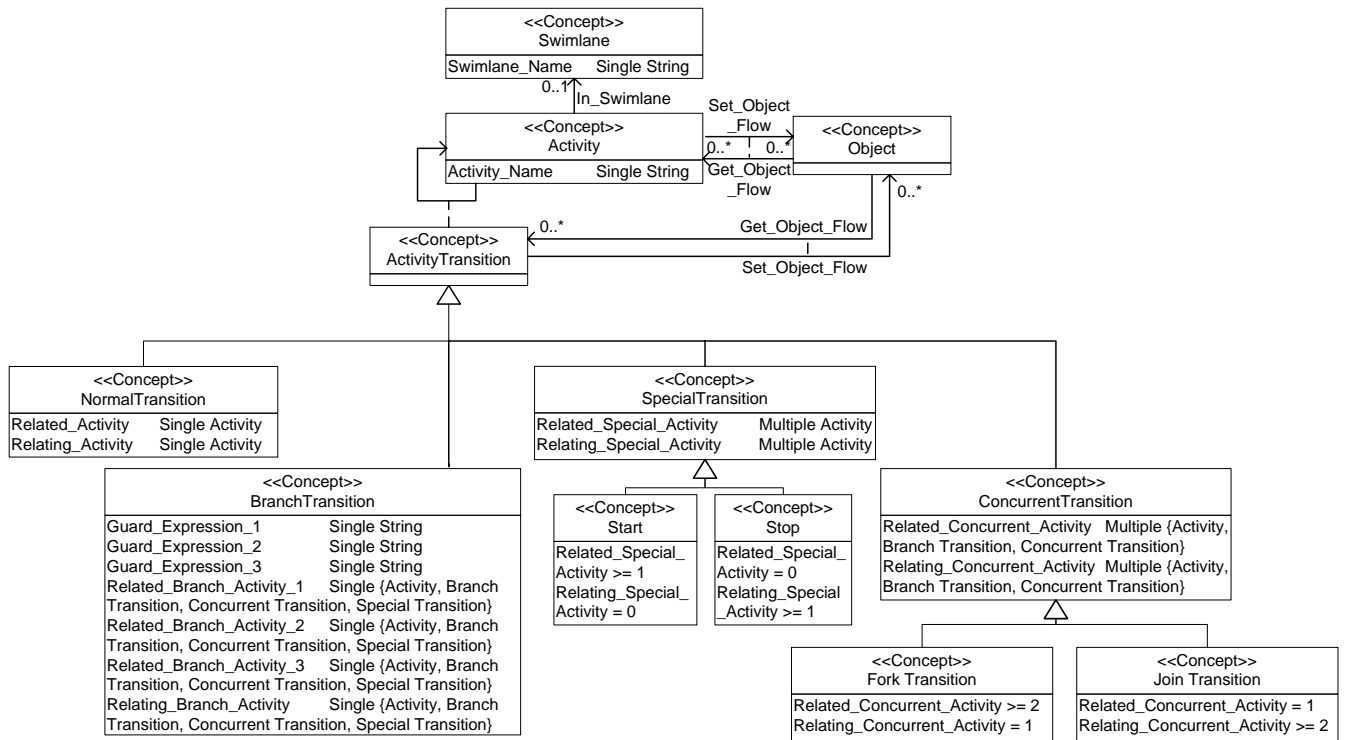 <<Concept>>
Swimlane
Swimlane_Name Single String
0..1
In_Swimlane
Set_Object
_Flow
<<Concept>>
Activity
Activity_Name Single String
0..* 0..*
Get_Object
_Flow
<<Concept>>
Object
0..*
<<Concept>>
ActivityTransition
0..*
Get_Object_Flow
Set_Object_Flow
<<Concept>>
NormalTransition
Related_Activity Single Activity
Relating_Activity Single Activity
<<Concept>>
SpecialTransition
Related_Special_Activity Multiple Activity
Relating_Special_Activity Multiple Activity
<<Concept>>
BranchTransition
Guard_Expression_1 Single String
Guard_Expression_2 Single String
Guard_Expression_3 Single String
Related_Branch_Activity_1 Single {Activity, Branch
Transition, Concurrent Transition, Special Transition}
Related_Branch_Activity_2 Single {Activity, Branch
Transition, Concurrent Transition, Special Transition}
Related_Branch_Activity_3 Single {Activity, Branch
Transition, Concurrent Transition, Special Transition}
Relating_Branch_Activity Single {Activity, Branch
Transition, Concurrent Transition, Special Transition}
<<Concept>>
Start
Related_Special_
Activity >= 1
Relating_Special_
Activity = 0
<<Concept>>
Stop
Related_Special_
Activity = 0
Relating_Special
_Activity >= 1
<<Concept>>
ConcurrentTransition
Related_Concurrent_Activity Multiple {Activity,
Branch Transition, Concurrent Transition}
Relating_Concurrent_Activity Multiple {Activity,
Branch Transition, Concurrent Transition}
<<Concept>>
Fork Transition
Related_Concurrent_Activity >= 2
Relating_Concurrent_Activity = 1
<<Concept>>
Join Transition
Related_Concurrent_Activity = 1
Relating_Concurrent_Activity >= 2